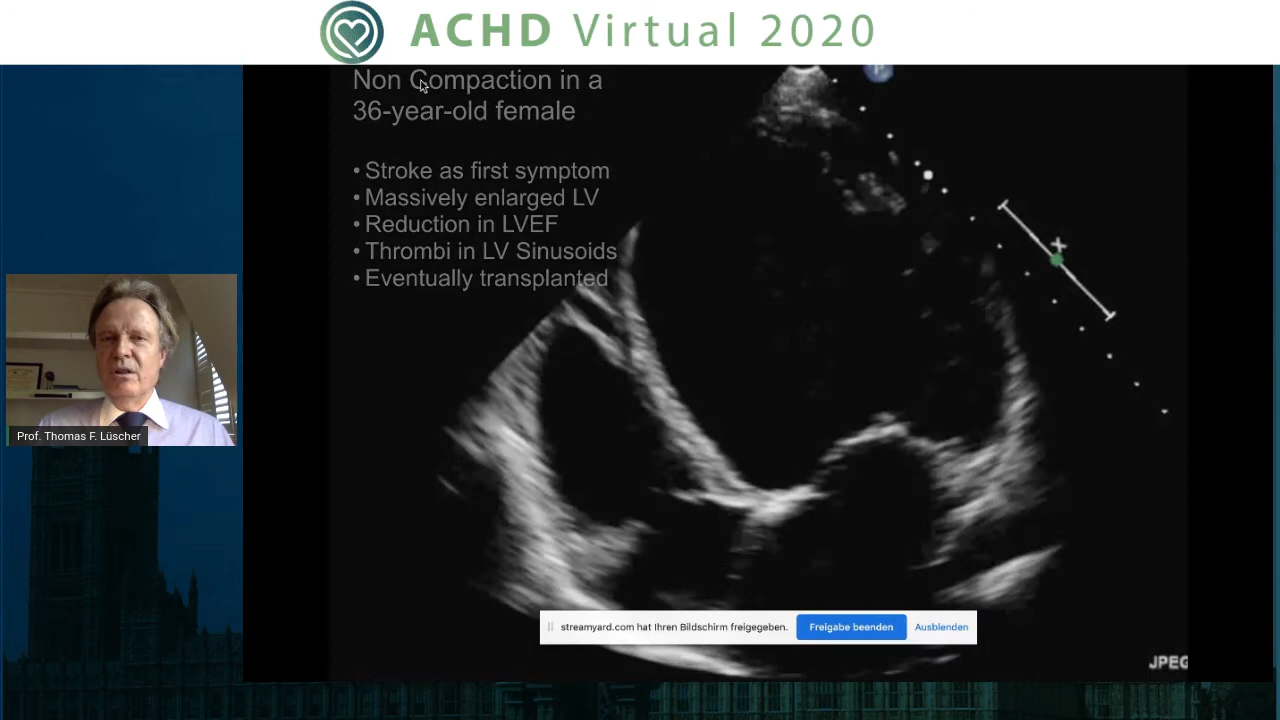 ACHD Virtual 2020
Non Compaction in a
36-year-old female
• Stroke as first symptom
• Massively enlarged LV
• Reduction in LVEF
• Thrombi in LV Sinusoids
• Eventually transplanted
Prof. Thomas F. Lüscher
streamyard.com hat Ihren Bildschirm freigegeben. Freigabe beenden Ausblenden
JPEG